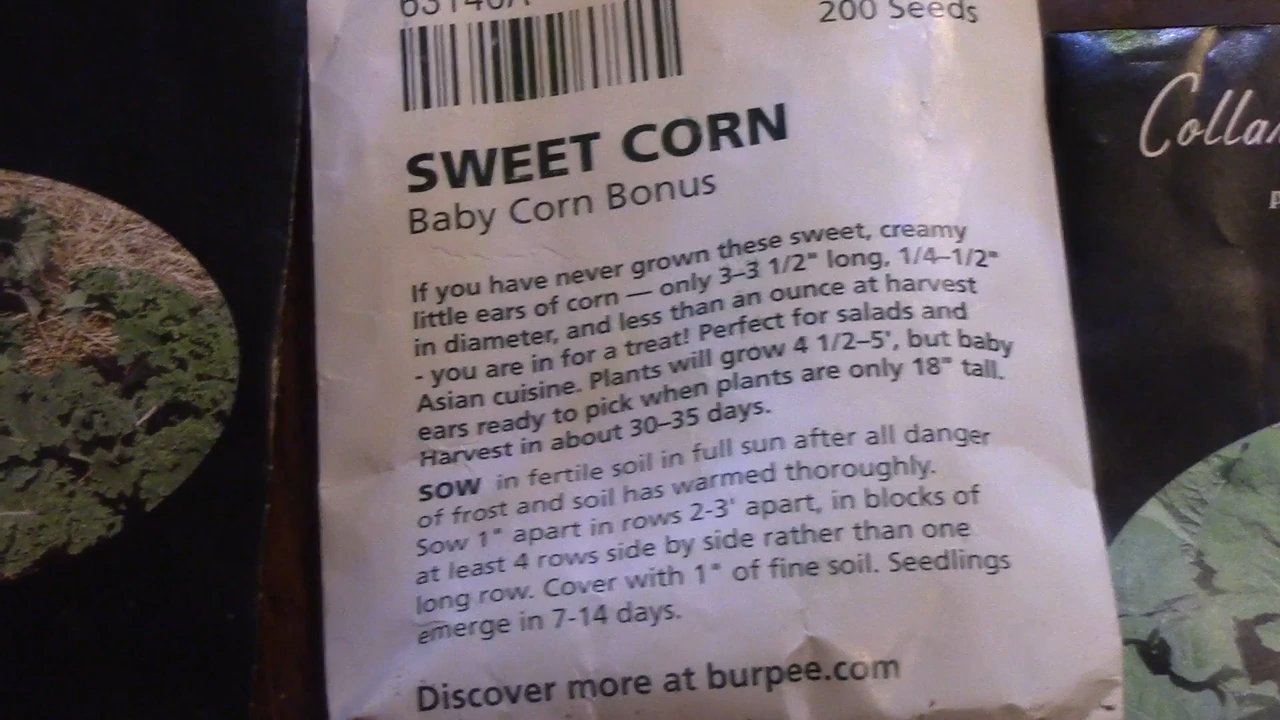 200 Seeds
SWEET CORN
Baby Corn Bonus
If you have never grown these sweet, creamy
little ears of corn — only 3–3 1/2" long, 1/4–1/2"
in diameter, and less than an ounce at harvest
- you are in for a treat! Perfect for salads and
Asian cuisine. Plants will grow 4 1/2–5', but baby
ears ready to pick when plants are only 18" tall.
Harvest in about 30–35 days.
SOW in fertile soil in full sun after all danger
of frost and soil has warmed thoroughly.
Sow 1" apart in rows 2-3' apart, in blocks of
at least 4 rows side by side rather than one
long row. Cover with 1" of fine soil. Seedlings
emerge in 7-14 days.
Discover more at burpee.com